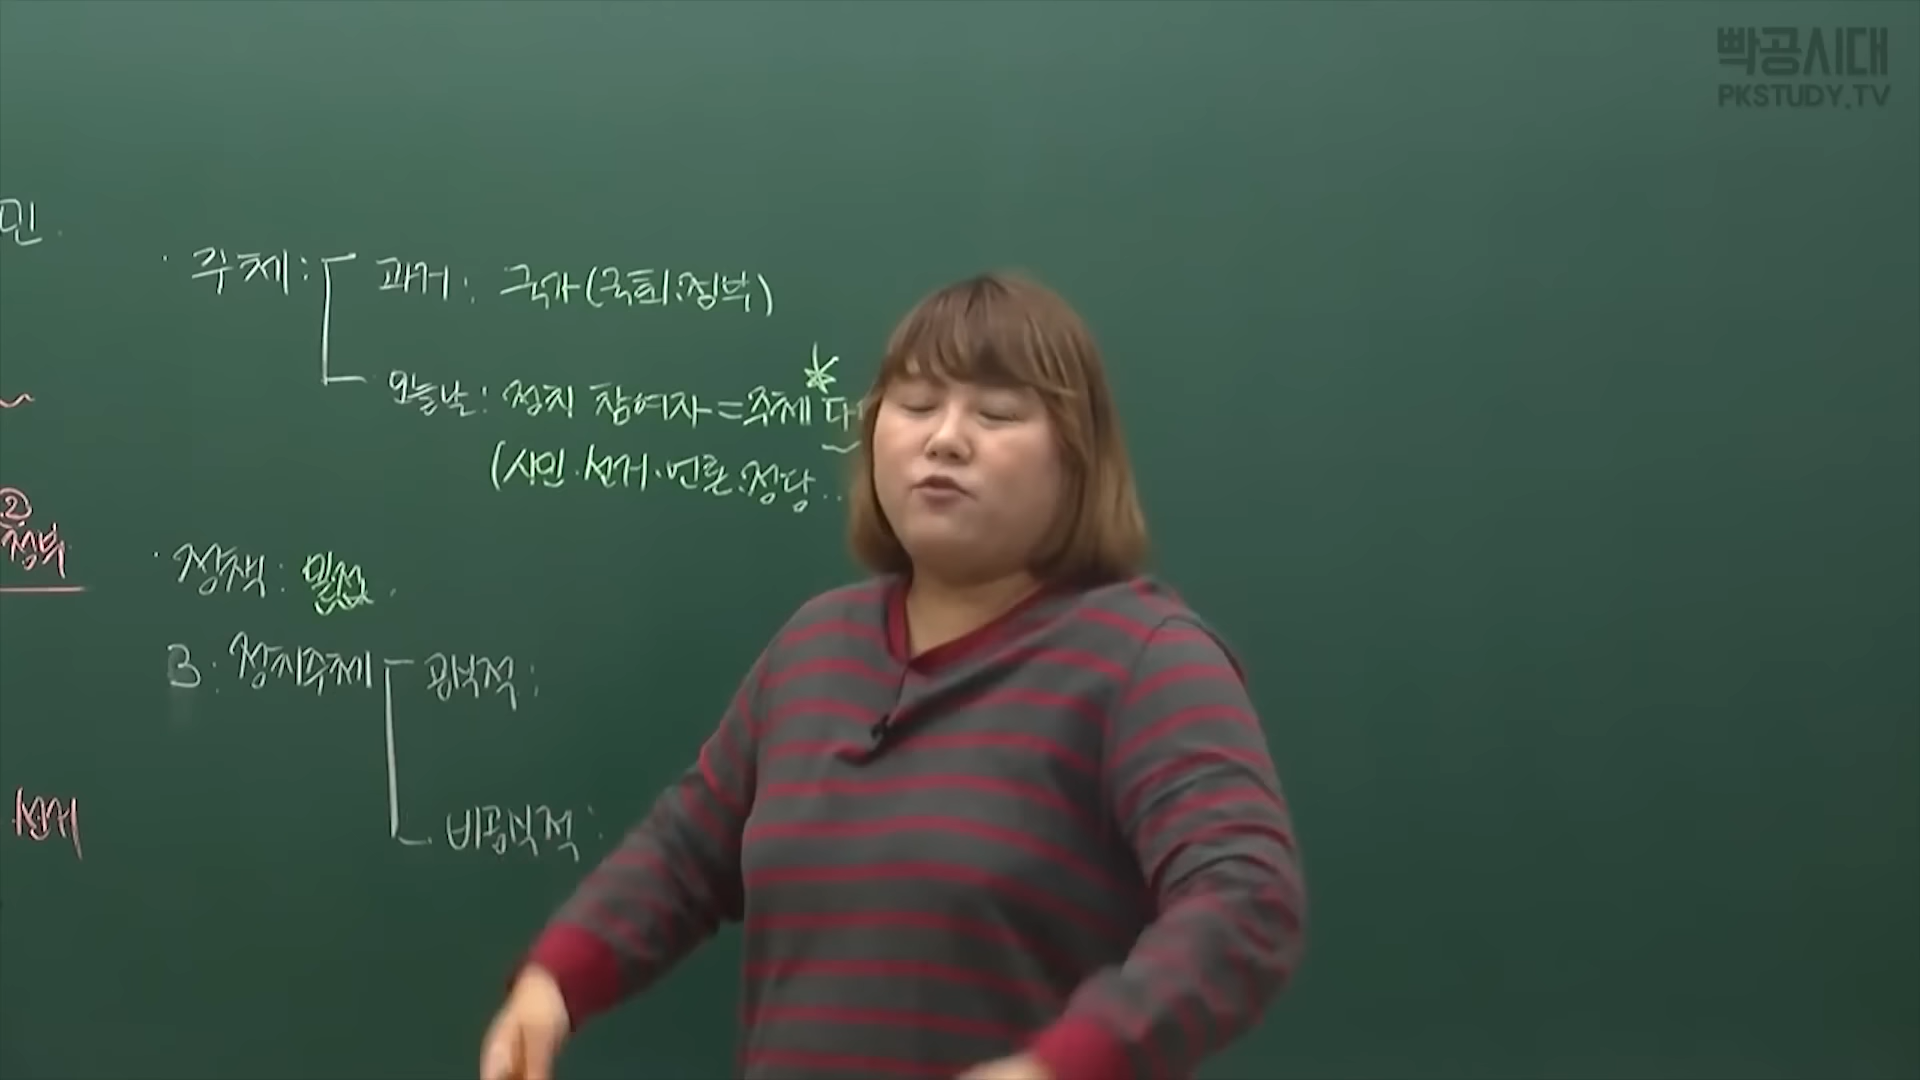 빡공시대
PKSTUDY.TV
민.
· 주체: 과거: 국가(국회.정부)
오늘날: 정치 참여자=주체 다
(시민.선거.언론.정당..
②
정부
· 정책: 밀접.
3. 정치주체 공식적:
선거
비공식적: